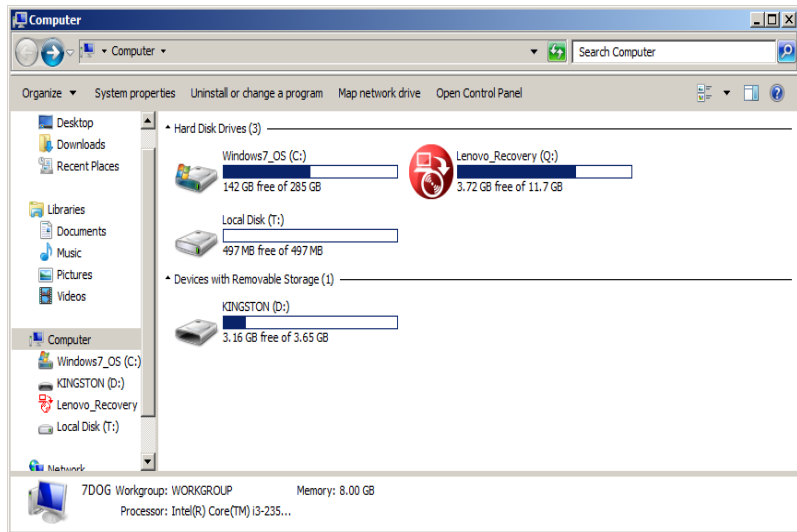 Computer
Computer
Search Computer
Organize System properties Uninstall or change a program Map network drive Open Control Panel
Desktop
Downloads
Recent Places
Libraries
Documents
Music
Pictures
Videos
Computer
Windows7_OS (C:)
KINGSTON (D:)
Lenovo_Recovery
Local Disk (T:)
Network
Hard Disk Drives (3)
Windows7_OS (C:)
142 GB free of 285 GB
Lenovo_Recovery (Q:)
3.72 GB free of 11.7 GB
Local Disk (T:)
497 MB free of 497 MB
Devices with Removable Storage (1)
KINGSTON (D:)
3.16 GB free of 3.65 GB
7DOG Workgroup: WORKGROUP Memory: 8.00 GB
Processor: Intel(R) Core(TM) i3-235...